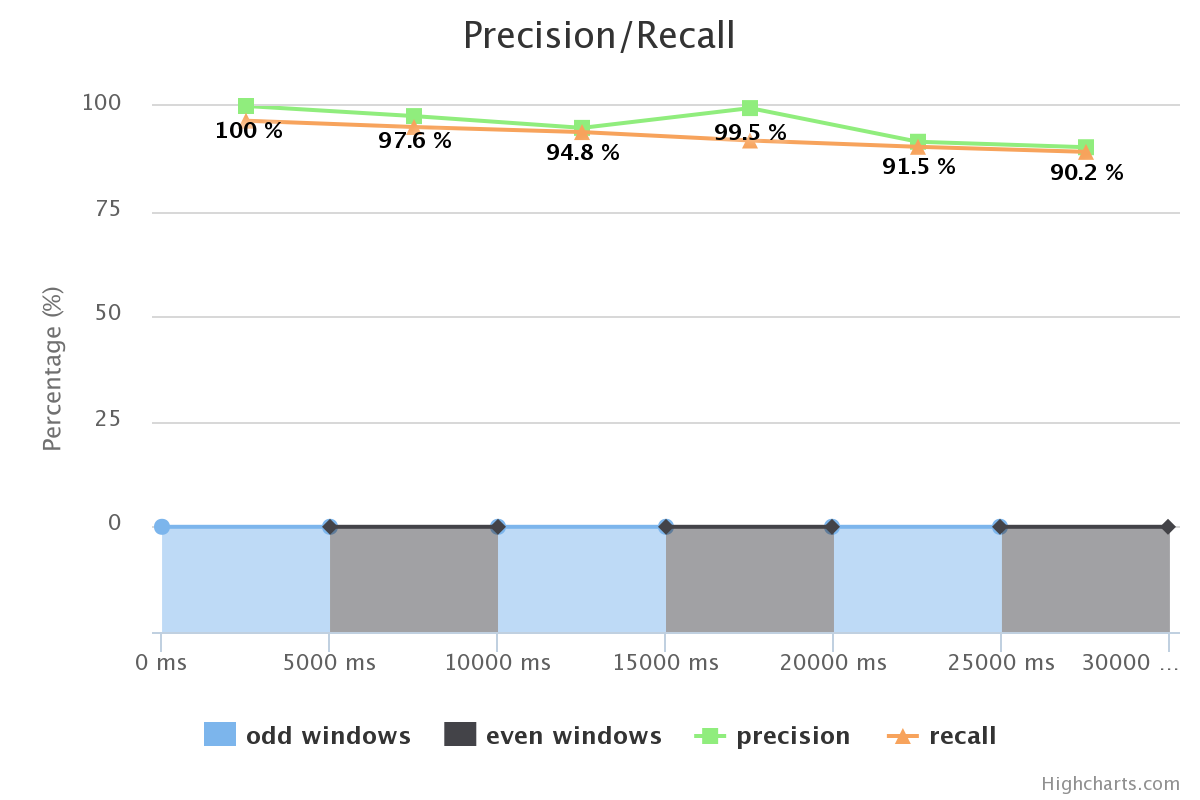 Precision/Recall
Percentage (%)
100
75
50
25
0
100 %
97.6 %
94.8 %
99.5 %
91.5 %
90.2 %
0 ms
5000 ms
10000 ms
15000 ms
20000 ms
25000 ms
30000 ...
odd windows
even windows
precision
recall
Highcharts.com